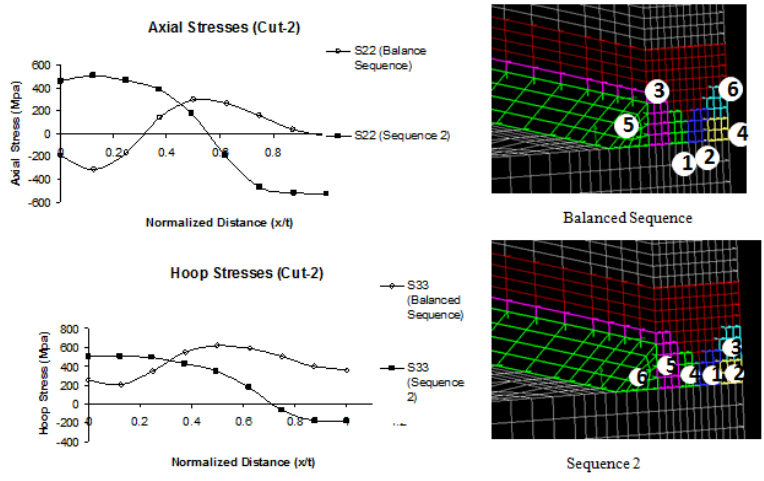 Axial Stresses (Cut-2)
S22 (Balance
Sequence)
S22 (Sequence 2)
Axial Stress (Mpa)
600
400
200
0
-200
-400
-600
0
0.2
0.4
0.6
0.8
Normalized Distance (x/t)
3
6
5
4
1
2
Balanced Sequence
Hoop Stresses (Cut-2)
S33
(Balanced
Sequence)
S33
(Sequence
2)
Hoop Stress (Mpa)
800
600
400
200
0
-200
-400
0
0.2
0.4
0.6
0.8
1
Normalized Distance (x/t)
3
6
5
4
1
2
Sequence 2